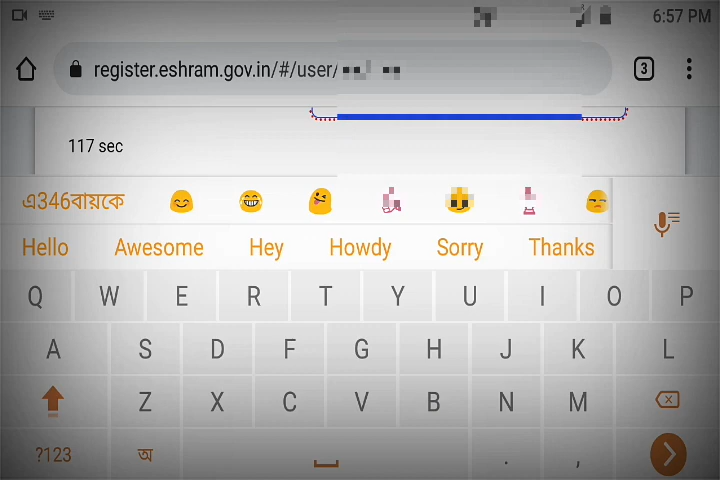 6:57 PM
register.eshram.gov.in/#/user/
3
117 sec
এ346বায়কে
Hello Awesome Hey Howdy Sorry Thanks
Q W E R T Y U I O P
A S D F G H J K L
Z X C V B N M
?123 অ . ,